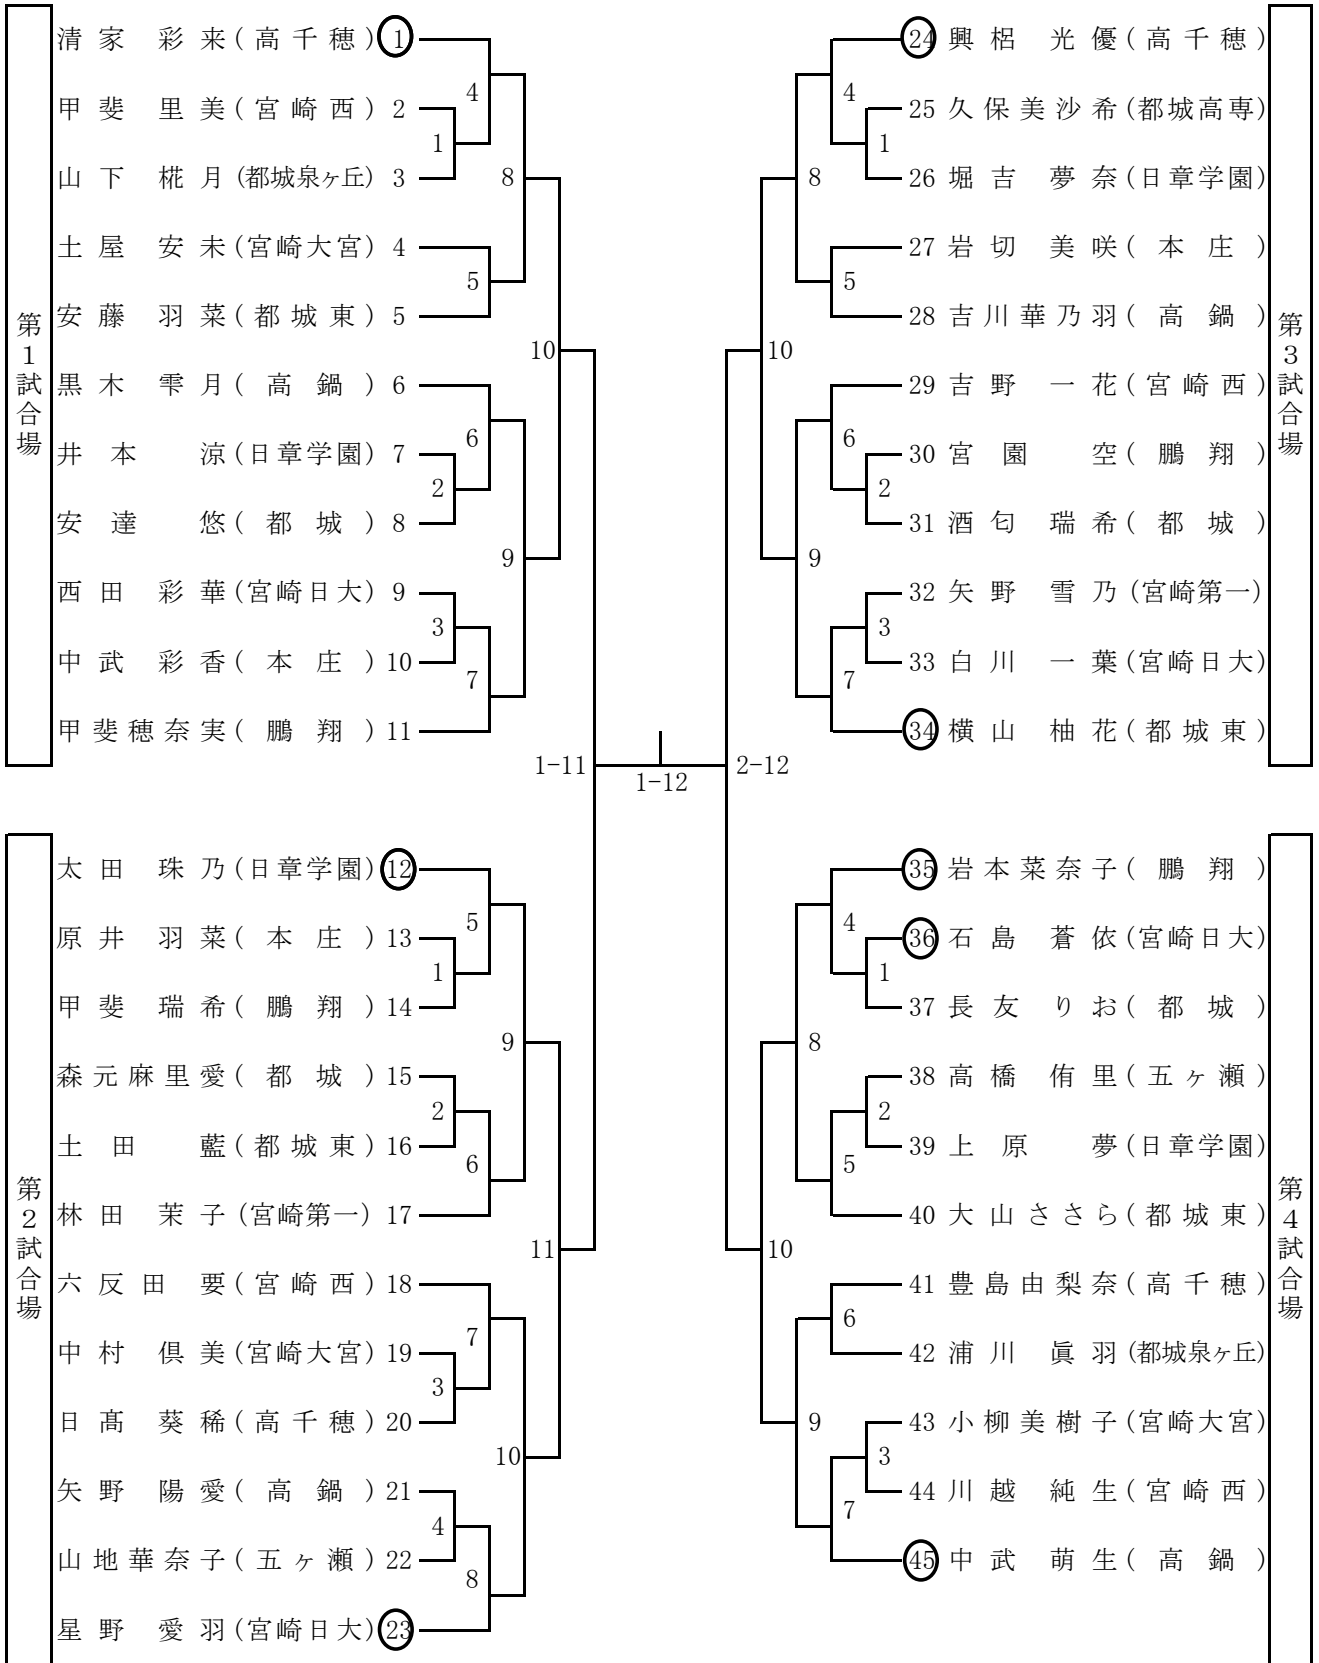 第1試合場
清家 彩来(高千穂) 1
甲斐 里美(宮崎西) 2
山下 椛月(都城泉ヶ丘) 3
土屋 安未(宮崎大宮) 4
安藤 羽菜(都城東) 5
黒木 雫月(高鍋) 6
井本 涼(日章学園) 7
安達 悠(都城) 8
西田 彩華(宮崎日大) 9
中武 彩香(本庄) 10
甲斐穂奈実(鵬翔) 11
4
1
8
5
10
6
2
9
3
7
第2試合場
太田 珠乃(日章学園) 12
原井 羽菜(本庄) 13
甲斐 瑞希(鵬翔) 14
森元麻里愛(都城) 15
土田 藍(都城東) 16
林田 茉子(宮崎第一) 17
六反田 要(宮崎西) 18
中村 倶美(宮崎大宮) 19
日髙 葵稀(高千穂) 20
矢野 陽愛(高鍋) 21
山地華奈子(五ヶ瀬) 22
星野 愛羽(宮崎日大) 23
5
1
9
2
6
11
7
3
10
4
8
1-11
1-12
2-12
第3試合場
24 興梠 光優(高千穂)
25 久保美沙希(都城高専)
26 堀吉 夢奈(日章学園)
27 岩切 美咲(本庄)
28 吉川華乃羽(高鍋)
29 吉野 一花(宮崎西)
30 宮園 空(鵬翔)
31 酒匂 瑞希(都城)
32 矢野 雪乃(宮崎第一)
33 白川 一葉(宮崎日大)
34 横山 柚花(都城東)
4
1
8
5
10
6
2
9
3
7
第4試合場
35 岩本菜奈子(鵬翔)
36 石島 蒼依(宮崎日大)
37 長友 りお(都城)
38 高橋 侑里(五ヶ瀬)
39 上原 夢(日章学園)
40 大山ささら(都城東)
41 豊島由梨奈(高千穂)
42 浦川 眞羽(都城泉ヶ丘)
43 小柳美樹子(宮崎大宮)
44 川越 純生(宮崎西)
45 中武 萌生(高鍋)
4
1
8
2
5
10
6
9
3
7